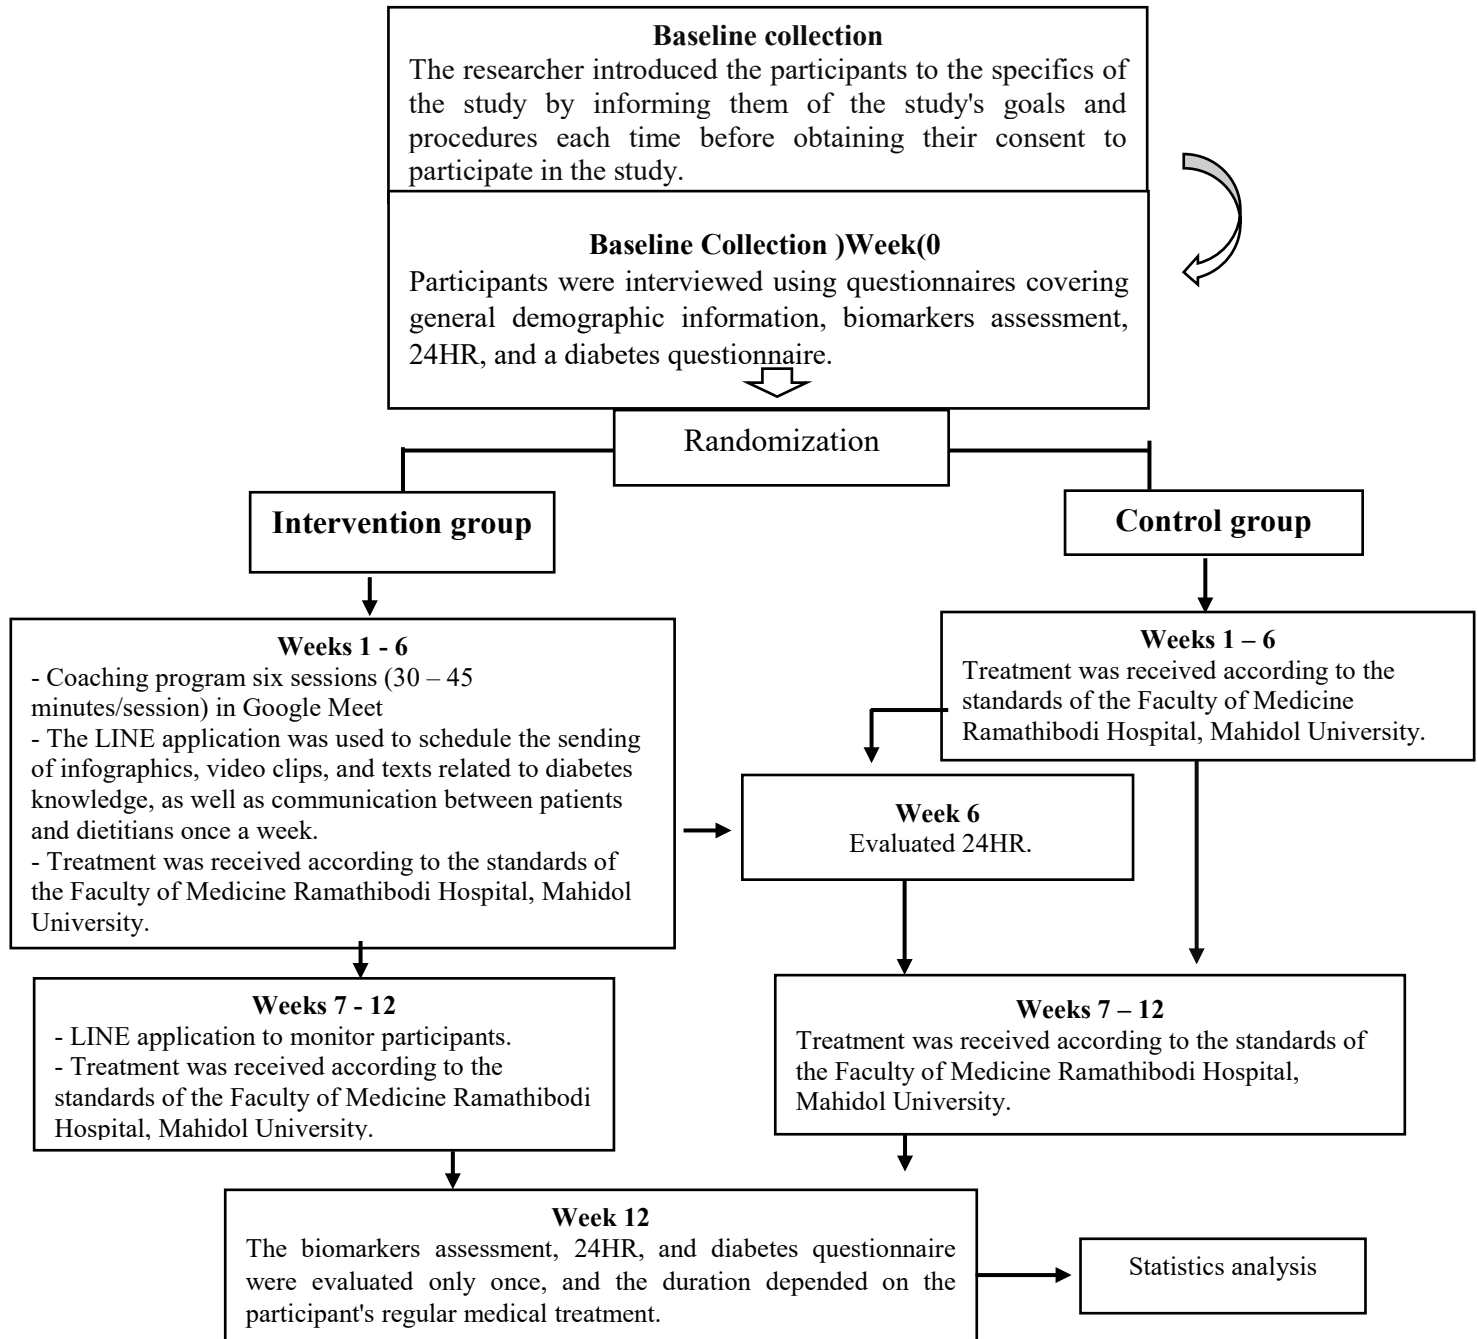 Baseline collection
The researcher introduced the participants to the specifics of
the study by informing them of the study's goals and
procedures each time before obtaining their consent to
participate in the study.
Baseline Collection )Week(0
Participants were interviewed using questionnaires covering
general demographic information, biomarkers assessment,
24HR, and a diabetes questionnaire.
Randomization
Intervention group
Control group
Weeks 1 - 6
- Coaching program six sessions (30 – 45
minutes/session) in Google Meet
- The LINE application was used to schedule the sending
of infographics, video clips, and texts related to diabetes
knowledge, as well as communication between patients
and dietitians once a week.
- Treatment was received according to the standards of
the Faculty of Medicine Ramathibodi Hospital, Mahidol
University.
Weeks 1 – 6
Treatment was received according to the
standards of the Faculty of Medicine
Ramathibodi Hospital, Mahidol University.
Week 6
Evaluated 24HR.
Weeks 7 - 12
- LINE application to monitor participants.
- Treatment was received according to the
standards of the Faculty of Medicine Ramathibodi
Hospital, Mahidol University.
Weeks 7 – 12
Treatment was received according to the standards of
the Faculty of Medicine Ramathibodi Hospital,
Mahidol University.
Week 12
The biomarkers assessment, 24HR, and diabetes questionnaire
were evaluated only once, and the duration depended on the
participant's regular medical treatment.
Statistics analysis